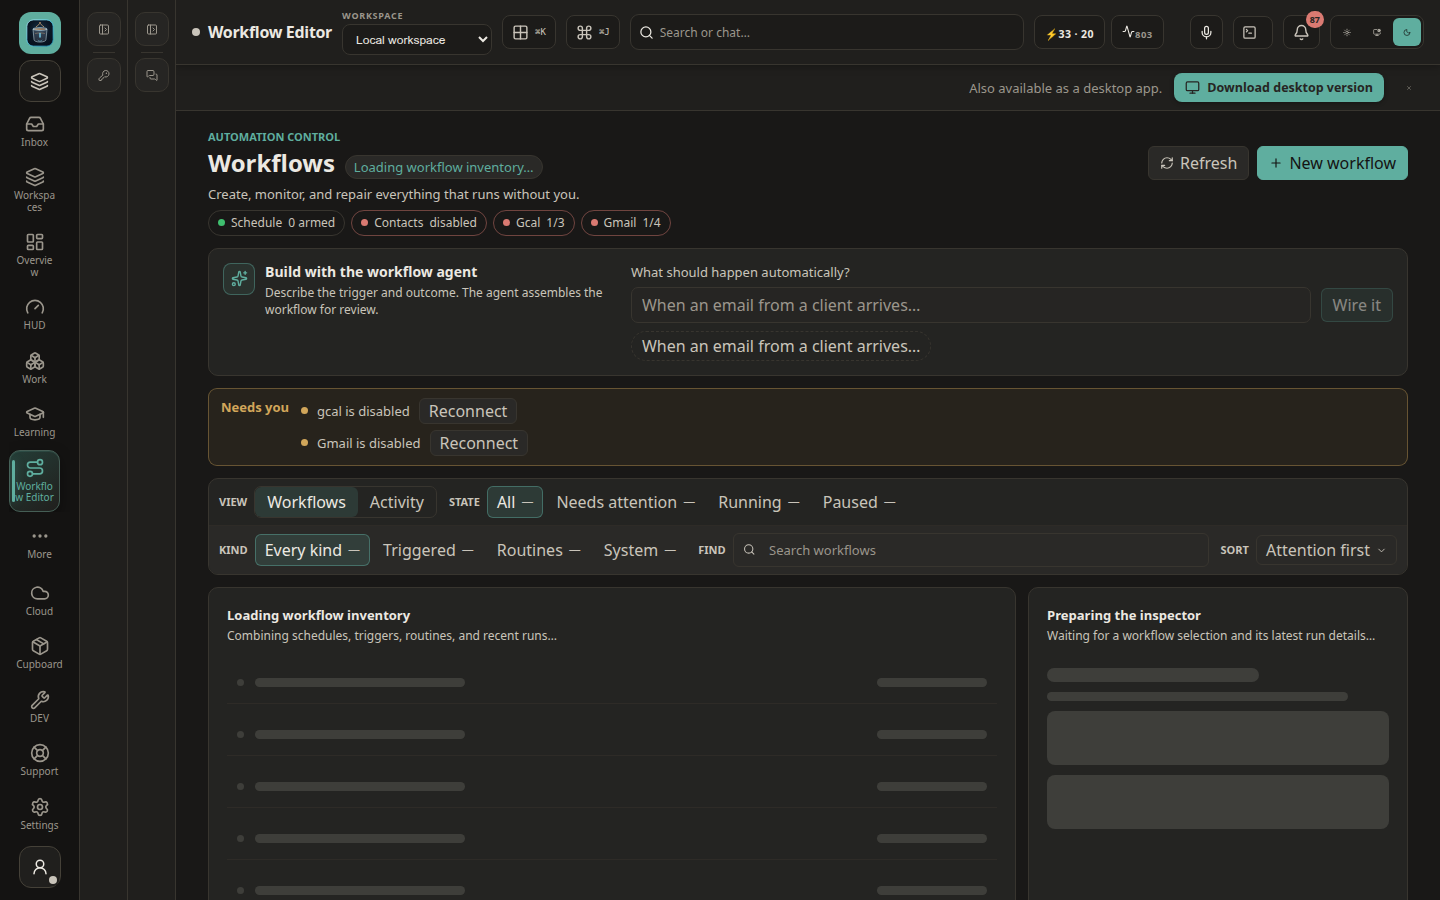 Workflow Editor
WORKSPACE
Local workspace
⌘K
⌘J
Search or chat...
⚡33 · 20
803
87
Also available as a desktop app.
Download desktop version
×
Inbox
Workspa
ces
Overvie
w
HUD
Work
Learning
Workflo
w Editor
More
Cloud
Cupboard
DEV
Support
Settings
AUTOMATION CONTROL
Workflows
Loading workflow inventory...
Refresh
New workflow
Create, monitor, and repair everything that runs without you.
Schedule 0 armed
Contacts disabled
Gcal 1/3
Gmail 1/4
Build with the workflow agent
Describe the trigger and outcome. The agent assembles the
workflow for review.
What should happen automatically?
When an email from a client arrives...
Wire it
When an email from a client arrives...
Needs you
gcal is disabled
Reconnect
Gmail is disabled
Reconnect
VIEW
Workflows
Activity
STATE
All —
Needs attention —
Running —
Paused —
KIND
Every kind —
Triggered —
Routines —
System —
FIND
Search workflows
SORT
Attention first
Loading workflow inventory
Combining schedules, triggers, routines, and recent runs...
Preparing the inspector
Waiting for a workflow selection and its latest run details...